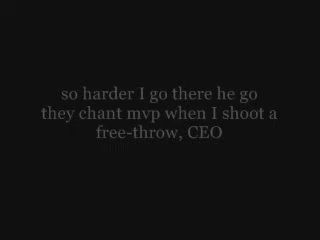 so harder I go there he go
they chant mvp when I shoot a
free-throw, CEO